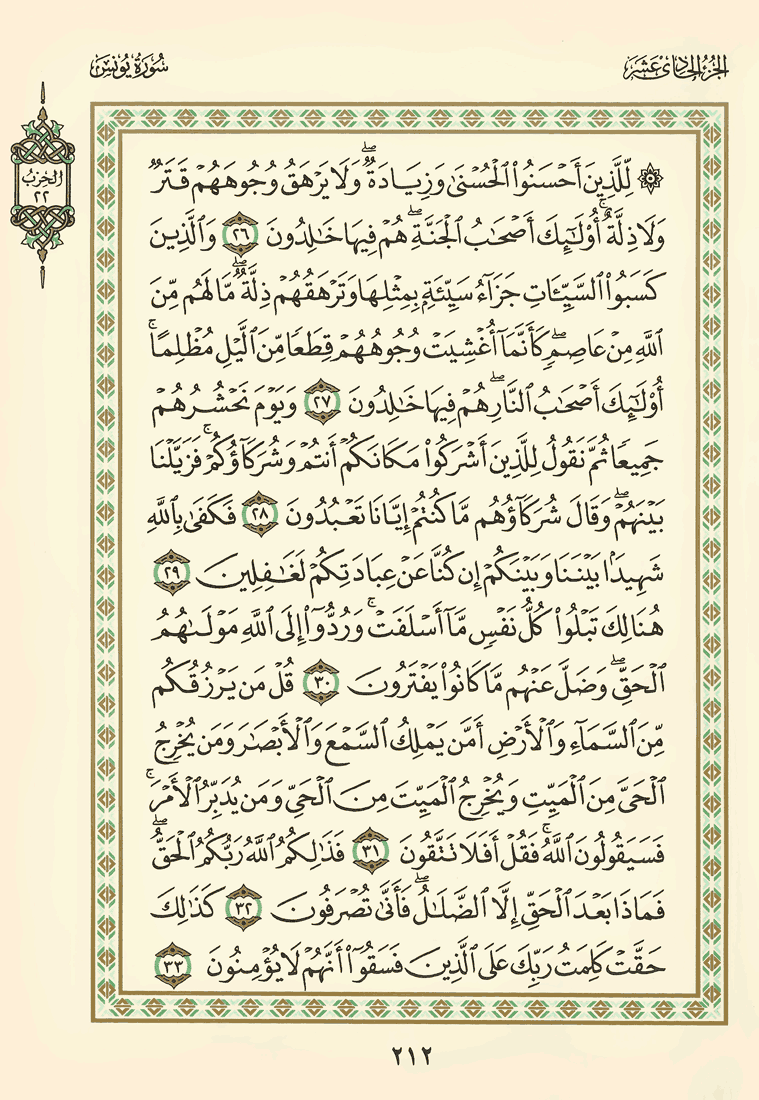 الجزء الحادي عشر
سورة يونس
الحزب
٢٢
۞ لِّلَّذِينَ أَحۡسَنُواْ ٱلۡحُسۡنَىٰ وَزِيَادَةٞۖ وَلَا يَرۡهَقُ وُجُوهَهُمۡ قَتَرٞ
وَلَا ذِلَّةٌۚ أُوْلَٰٓئِكَ أَصۡحَٰبُ ٱلۡجَنَّةِۖ هُمۡ فِيهَا خَٰلِدُونَ ٢٦ وَٱلَّذِينَ
كَسَبُواْ ٱلسَّيِّـَٔاتِ جَزَآءُ سَيِّئَةِۭ بِمِثۡلِهَا وَتَرۡهَقُهُمۡ ذِلَّةٞۖ مَّا لَهُم مِّنَ
ٱللَّهِ مِنۡ عَاصِمٖۖ كَأَنَّمَآ أُغۡشِيَتۡ وُجُوهُهُمۡ قِطَعٗا مِّنَ ٱلَّيۡلِ مُظۡلِمًاۚ
أُوْلَٰٓئِكَ أَصۡحَٰبُ ٱلنَّارِۖ هُمۡ فِيهَا خَٰلِدُونَ ٢٧ وَيَوۡمَ نَحۡشُرُهُمۡ
جَمِيعٗا ثُمَّ نَقُولُ لِلَّذِينَ أَشۡرَكُواْ مَكَانَكُمۡ أَنتُمۡ وَشُرَكَآؤُكُمۡۚ فَزَيَّلۡنَا
بَيۡنَهُمۡۖ وَقَالَ شُرَكَآؤُهُم مَّا كُنتُمۡ إِيَّانَا تَعۡبُدُونَ ٢٨ فَكَفَىٰ بِٱللَّهِ
شَهِيدَۢا بَيۡنَنَا وَبَيۡنَكُمۡ إِن كُنَّا عَنۡ عِبَادَتِكُمۡ لَغَٰفِلِينَ ٢٩
هُنَالِكَ تَبۡلُواْ كُلُّ نَفۡسٖ مَّآ أَسۡلَفَتۡۚ وَرُدُّوٓاْ إِلَى ٱللَّهِ مَوۡلَىٰهُمُ
ٱلۡحَقِّۖ وَضَلَّ عَنۡهُم مَّا كَانُواْ يَفۡتَرُونَ ٣٠ قُلۡ مَن يَرۡزُقُكُم
مِّنَ ٱلسَّمَآءِ وَٱلۡأَرۡضِ أَمَّن يَمۡلِكُ ٱلسَّمۡعَ وَٱلۡأَبۡصَٰرَ وَمَن يُخۡرِجُ
ٱلۡحَيَّ مِنَ ٱلۡمَيِّتِ وَيُخۡرِجُ ٱلۡمَيِّتَ مِنَ ٱلۡحَيِّ وَمَن يُدَبِّرُ ٱلۡأَمۡرَۚ
فَسَيَقُولُونَ ٱللَّهُۚ فَقُلۡ أَفَلَا تَتَّقُونَ ٣١ فَذَٰلِكُمُ ٱللَّهُ رَبُّكُمُ ٱلۡحَقُّۖ
فَمَاذَا بَعۡدَ ٱلۡحَقِّ إِلَّا ٱلضَّلَٰلُۖ فَأَنَّىٰ تُصۡرَفُونَ ٣٢ كَذَٰلِكَ
حَقَّتۡ كَلِمَتُ رَبِّكَ عَلَى ٱلَّذِينَ فَسَقُوٓاْ أَنَّهُمۡ لَا يُؤۡمِنُونَ ٣٣
٢١٢